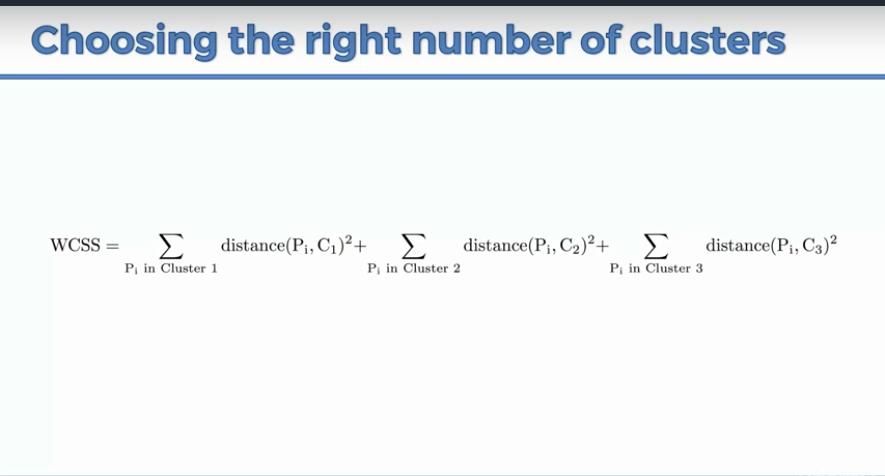 Choosing the right number of clusters
WCSS = ∑ distance(Pᵢ, C₁)² + ∑ distance(Pᵢ, C₂)² + ∑ distance(Pᵢ, C₃)²
Pᵢ in Cluster 1 Pᵢ in Cluster 2 Pᵢ in Cluster 3